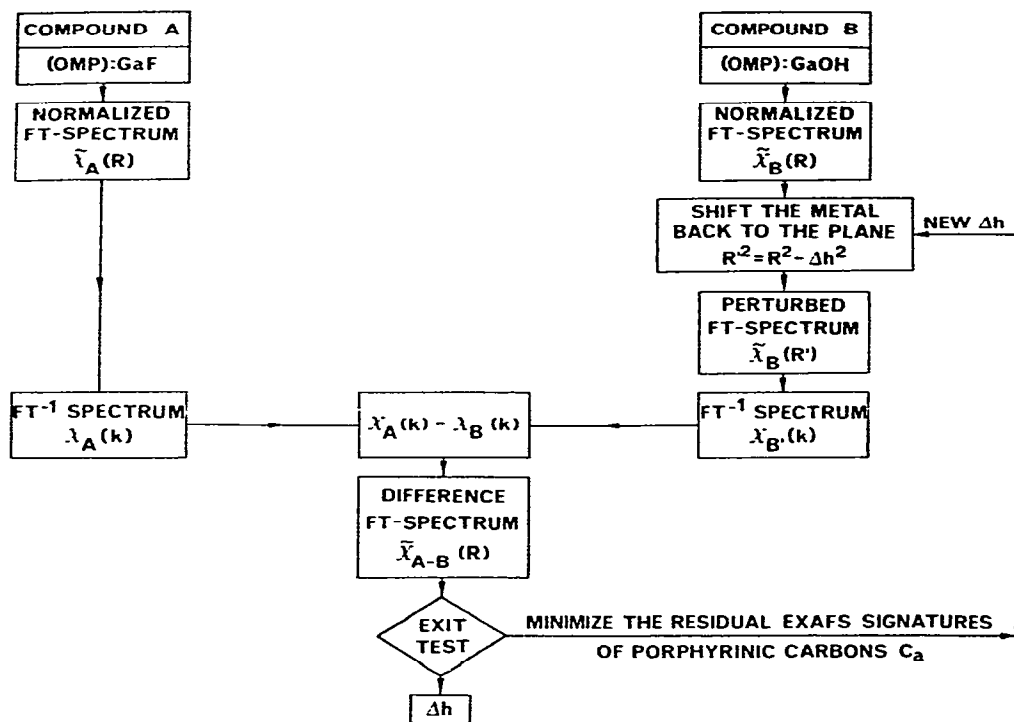 COMPOUND A
(OMP):GaF
NORMALIZED
FT-SPECTRUM
χ̃A(R)
COMPOUND B
(OMP):GaOH
NORMALIZED
FT-SPECTRUM
χ̃B(R)
SHIFT THE METAL
BACK TO THE PLANE
R'²=R²-Δh²
NEW Δh
PERTURBED
FT-SPECTRUM
χ̃B(R')
FT⁻¹ SPECTRUM
χA(k)
χA(k) - χB(k)
FT⁻¹ SPECTRUM
χB'(k)
DIFFERENCE
FT-SPECTRUM
χ̃A-B(R)
EXIT
TEST
MINIMIZE THE RESIDUAL EXAFS SIGNATURES
OF PORPHYRINIC CARBONS Ca
Δh